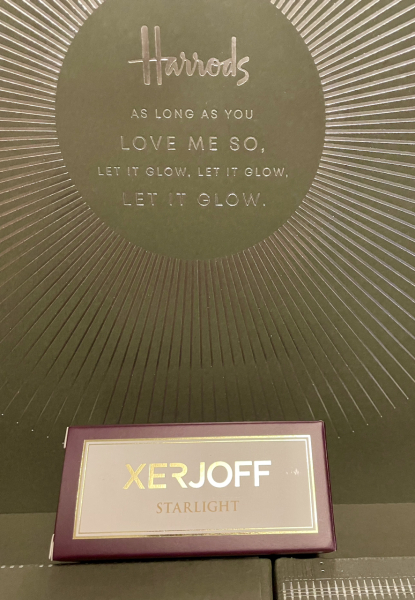 Harrods
AS LONG AS YOU
LOVE ME SO,
LET IT GLOW, LET IT GLOW,
LET IT GLOW.
XERJOFF
STARLIGHT